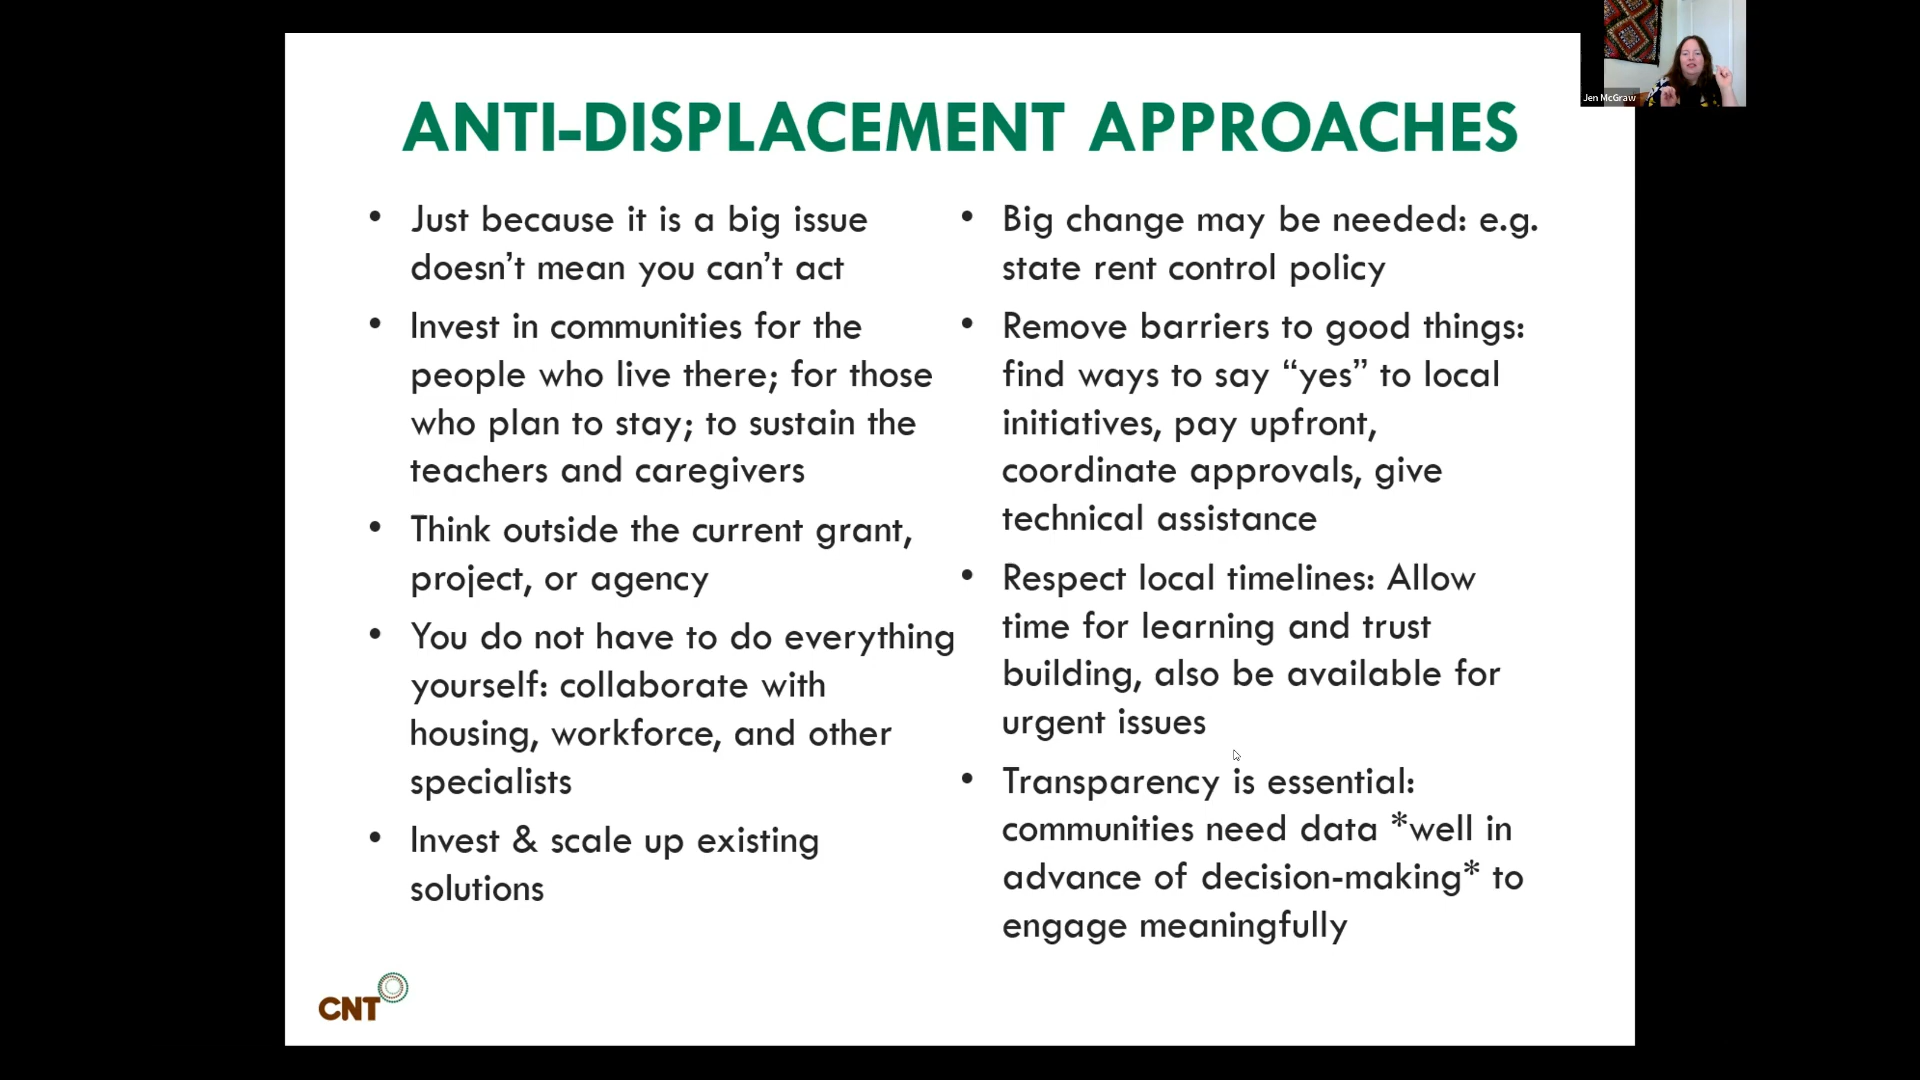 ANTI-DISPLACEMENT APPROACHES
• Just because it is a big issue
doesn’t mean you can’t act
• Invest in communities for the
people who live there; for those
who plan to stay; to sustain the
teachers and caregivers
• Think outside the current grant,
project, or agency
• You do not have to do everything
yourself: collaborate with
housing, workforce, and other
specialists
• Invest & scale up existing
solutions
• Big change may be needed: e.g.
state rent control policy
• Remove barriers to good things:
find ways to say “yes” to local
initiatives, pay upfront,
coordinate approvals, give
technical assistance
• Respect local timelines: Allow
time for learning and trust
building, also be available for
urgent issues
• Transparency is essential:
communities need data *well in
advance of decision-making* to
engage meaningfully
CNT
Jen McGraw